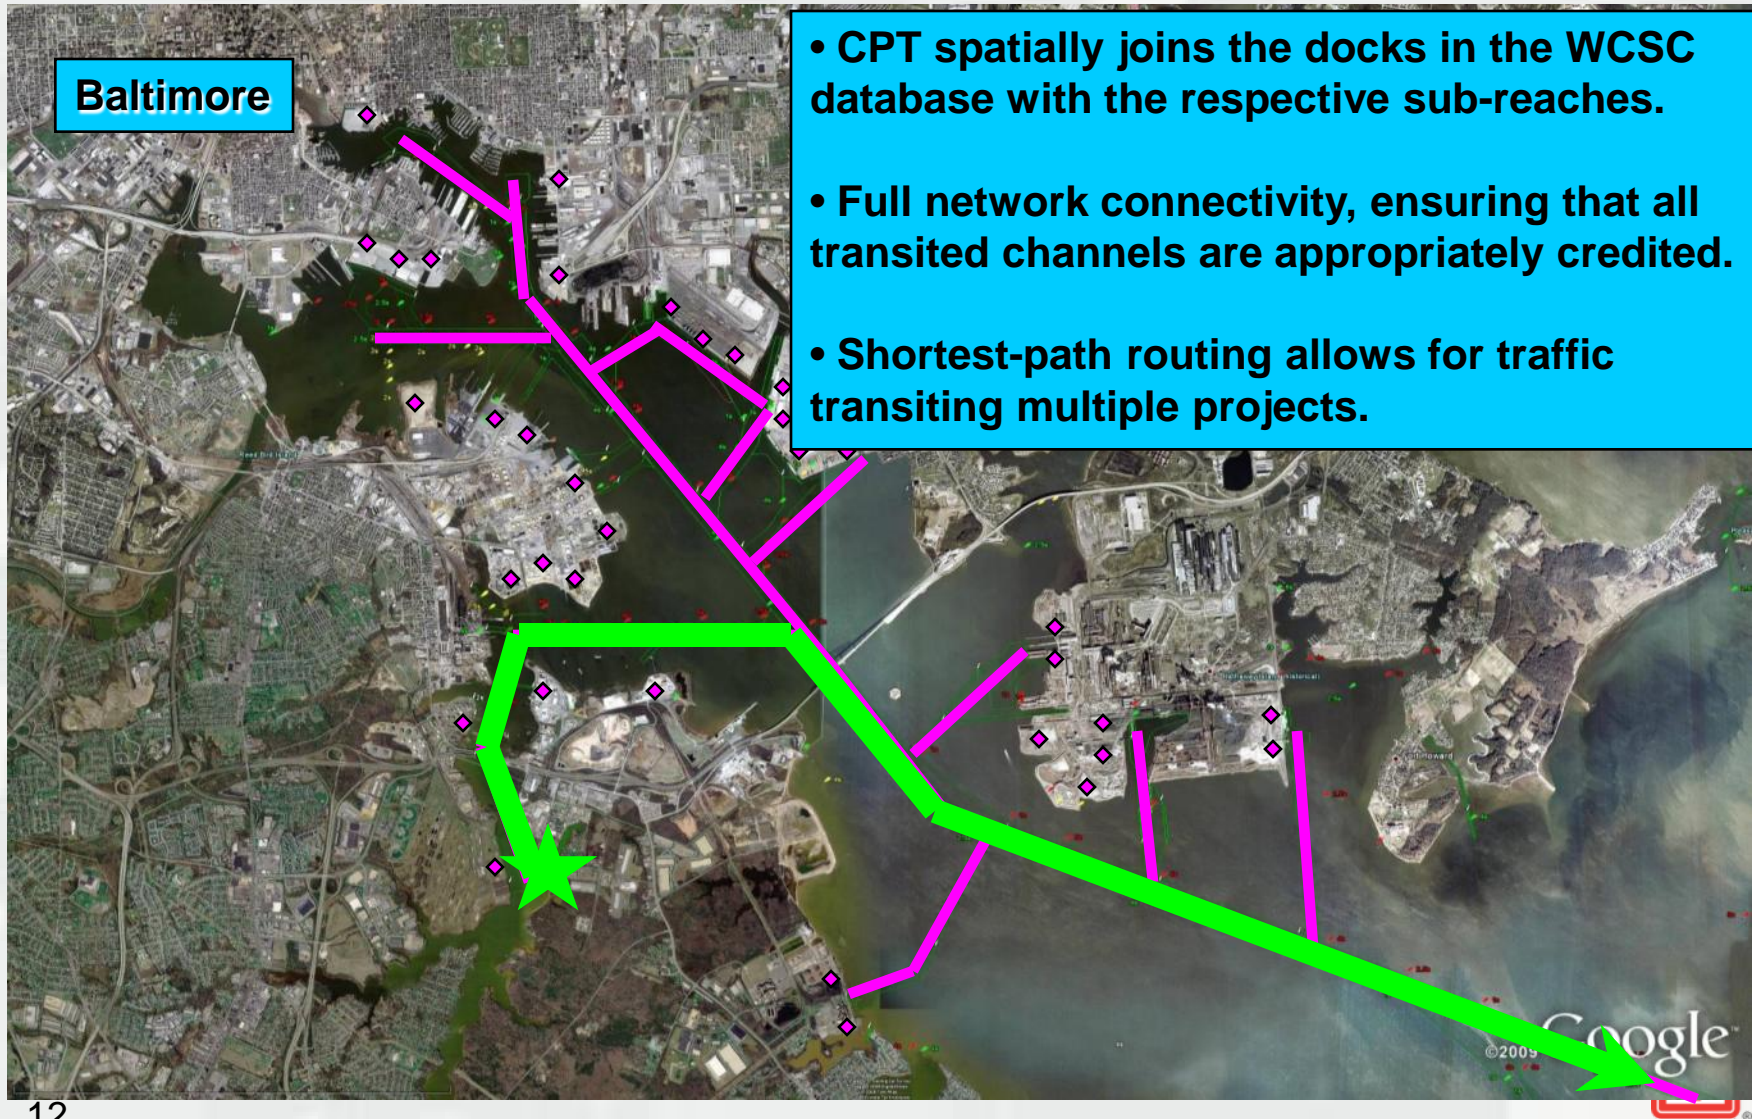 Baltimore
• CPT spatially joins the docks in the WCSC
database with the respective sub-reaches.
• Full network connectivity, ensuring that all
transited channels are appropriately credited.
• Shortest-path routing allows for traffic
transiting multiple projects.
©2009 Google
12